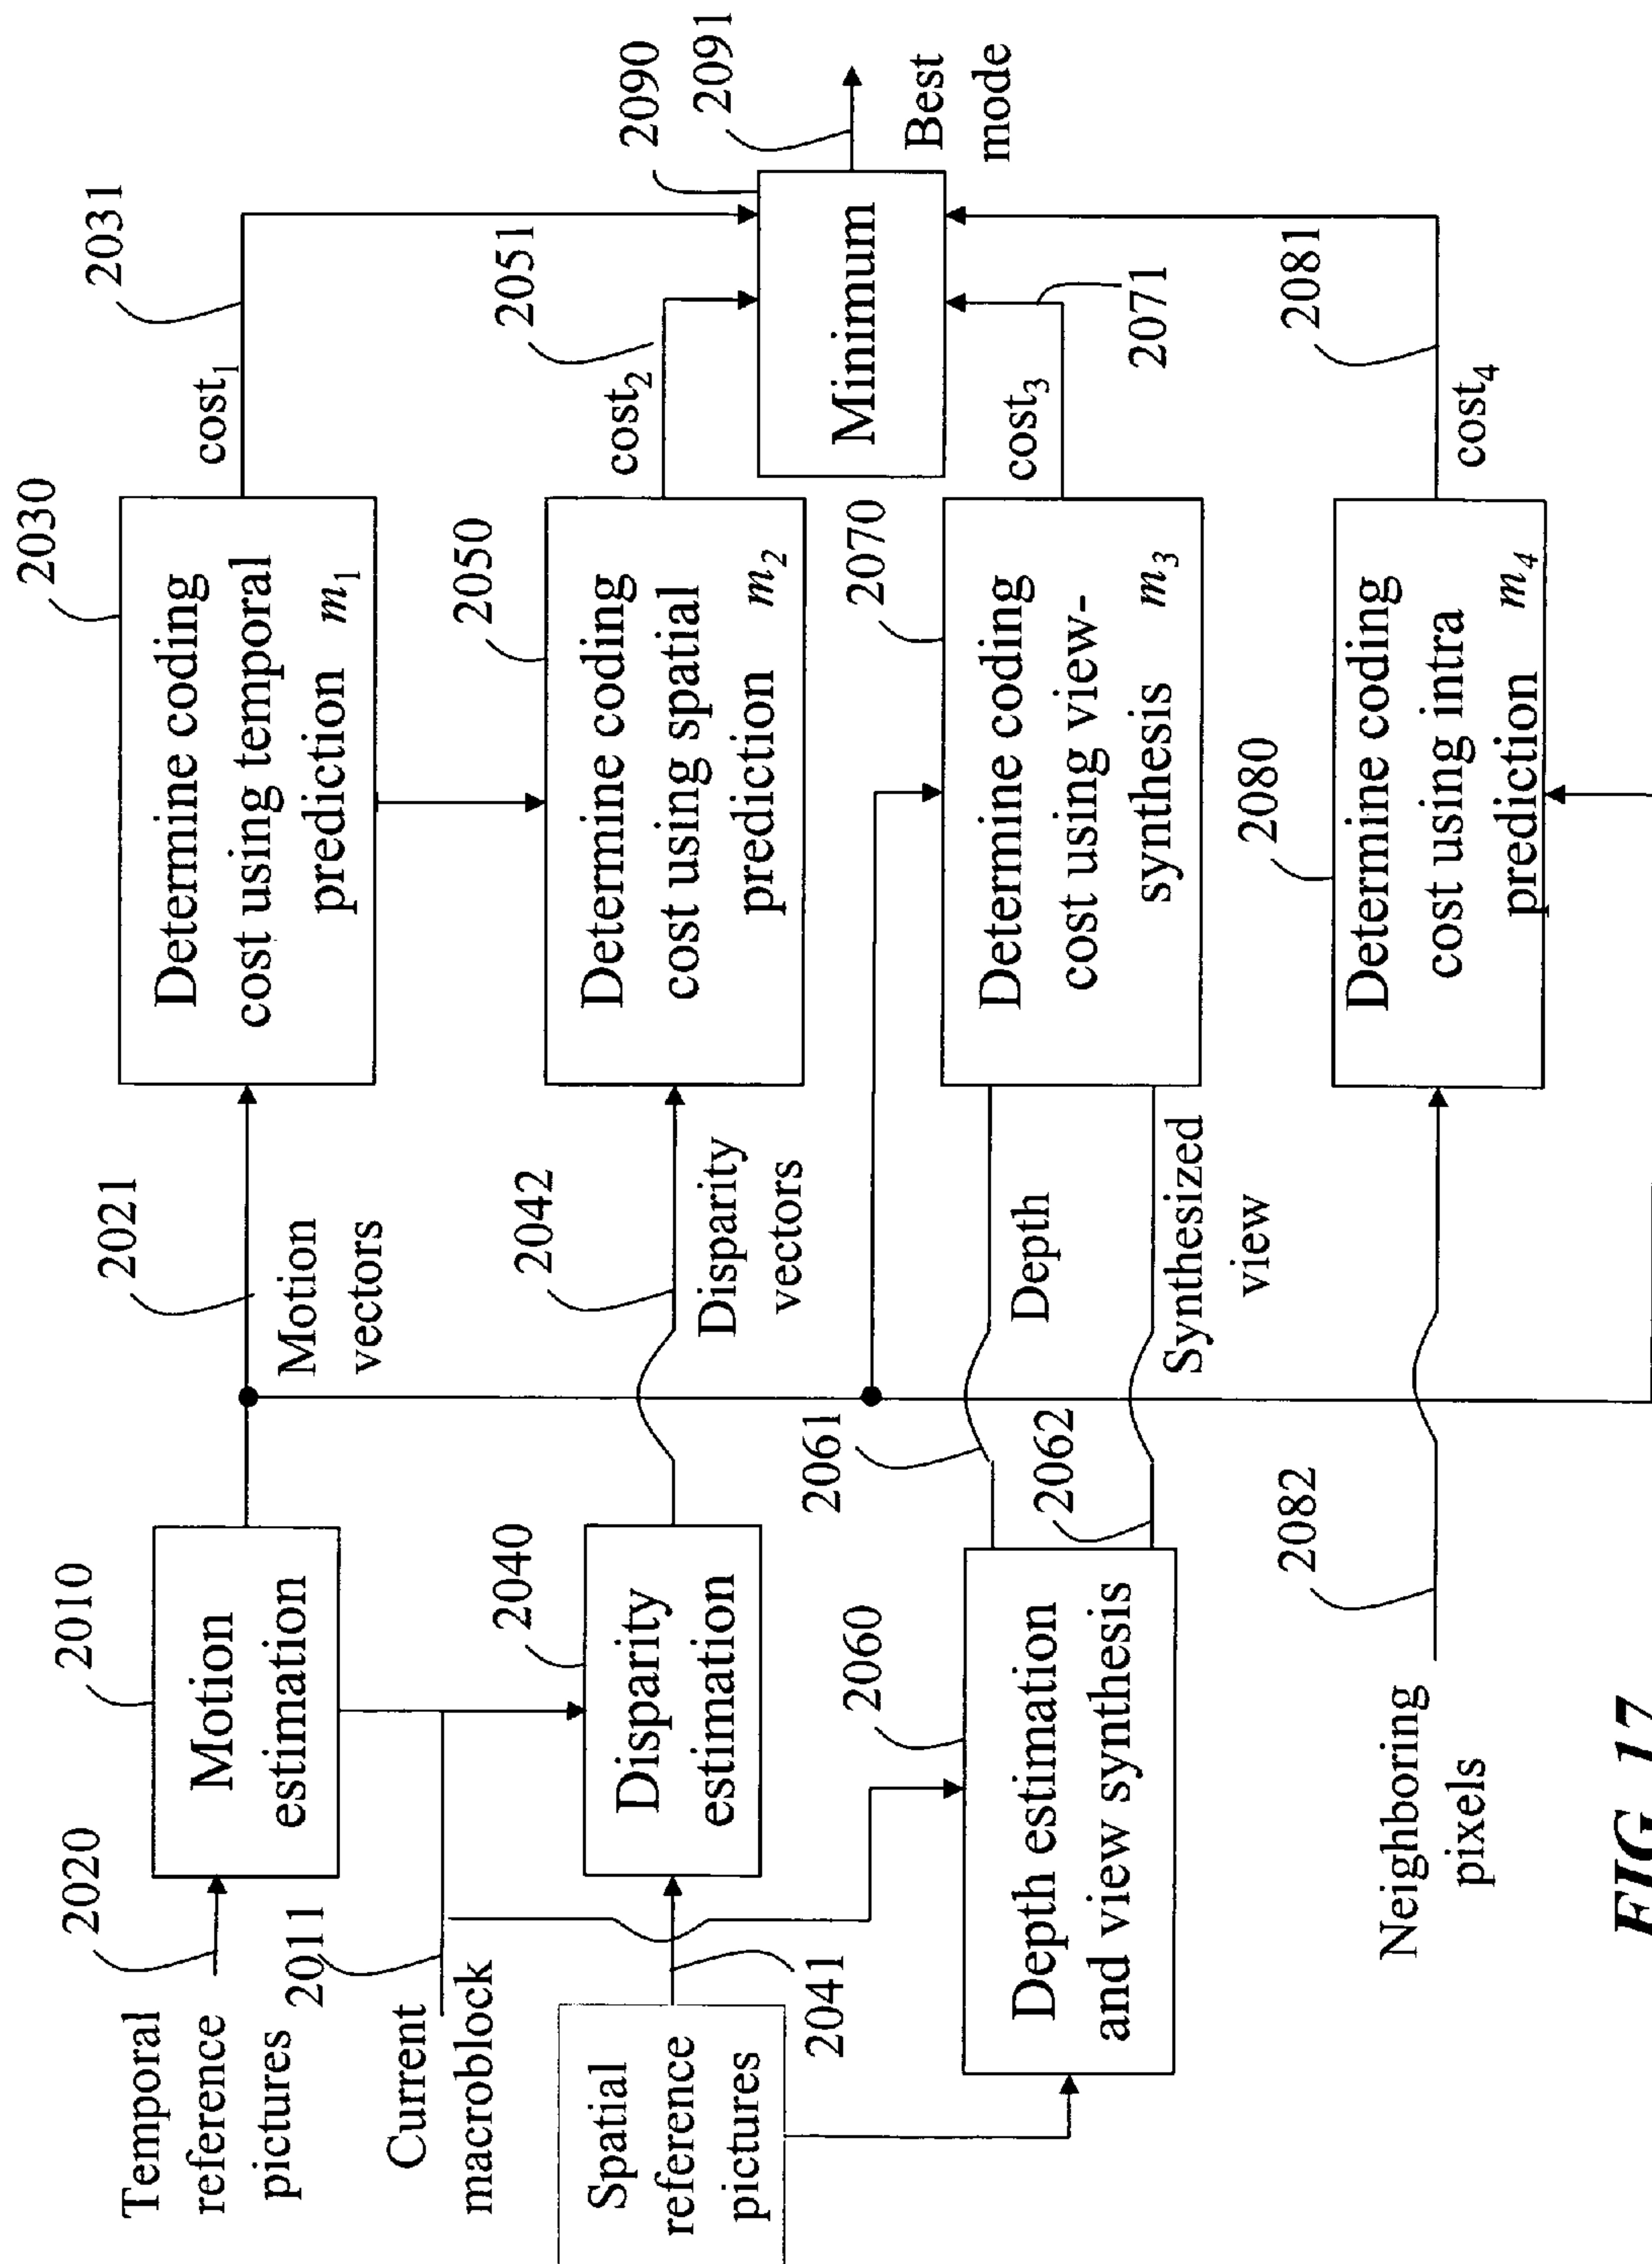 2020
Temporal
reference
pictures
2010
Motion
estimation
2021
Motion
vectors
2030
Determine coding
cost using temporal
prediction m₁
cost₁
2031
2011
Current
macroblock
2040
Disparity
estimation
2042
Disparity
vectors
2050
Determine coding
cost using spatial
prediction m₂
cost₂
2051
2090
Minimum
2091
Best
mode
Spatial
reference
pictures
2041
2060
Depth estimation
and view synthesis
2061
Depth
2062
Synthesized
view
2070
Determine coding
cost using view-
synthesis m₃
cost₃
2071
Neighboring
pixels
2082
2080
Determine coding
cost using intra
prediction m₄
cost₄
2081
FIG 17